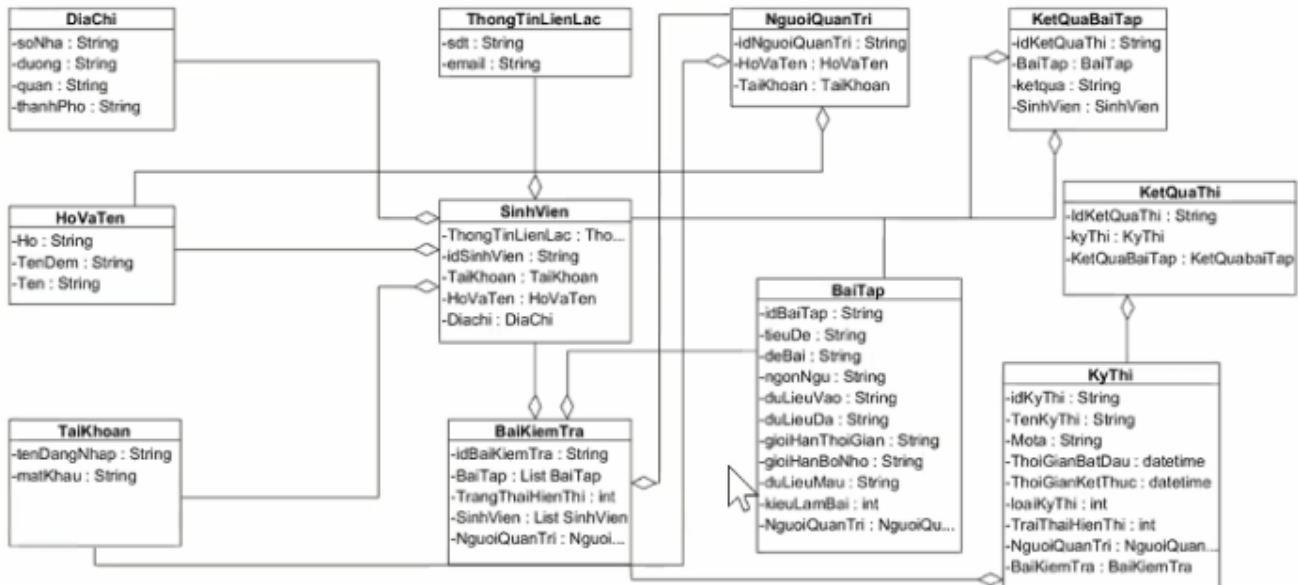 DiaChi
-soNha : String
-duong : String
-quan : String
-thanhPho : String
ThongTinLienLac
-sdt : String
-email : String
NguoiQuanTri
-idNguoiQuanTri : String
-HoVaTen : HoVaTen
-TaiKhoan : TaiKhoan
KetQuaBaiTap
-idKetQuaThi : String
-BaiTap : BaiTap
-ketqua : String
-SinhVien : SinhVien
HoVaTen
-Ho : String
-TenDem : String
-Ten : String
SinhVien
-ThongTinLienLac : Tho...
-idSinhVien : String
-TaiKhoan : TaiKhoan
-HoVaTen : HoVaTen
-Diachi : DiaChi
KetQuaThi
-IdKetQuaThi : String
-kyThi : KyThi
-KetQuaBaiTap : KetQuabaiTap
BaiTap
-idBaiTap : String
-tieuDe : String
-deBai : String
-ngonNgu : String
-duLieuVao : String
-duLieuDa : String
-gioiHanThoiGian : String
-gioiHanBoNho : String
-duLieuMau : String
-kieuLamBai : int
-NguoiQuanTri : NguoiQu...
TaiKhoan
-tenDangNhap : String
-matKhau : String
BaiKiemTra
-idBaiKiemTra : String
-BaiTap : List BaiTap
-TrangThaiHienThi : int
-SinhVien : List SinhVien
-NguoiQuanTri : Nguoi...
KyThi
-idKyThi : String
-TenKyThi : String
-Mota : String
-ThoiGianBatDau : datetime
-ThoiGianKetThuc : datetime
-loaiKyThi : int
-TraiThaiHienThi : int
-NguoiQuanTri : NguoiQuan...
-BaiKiemTra : BaiKiemTra